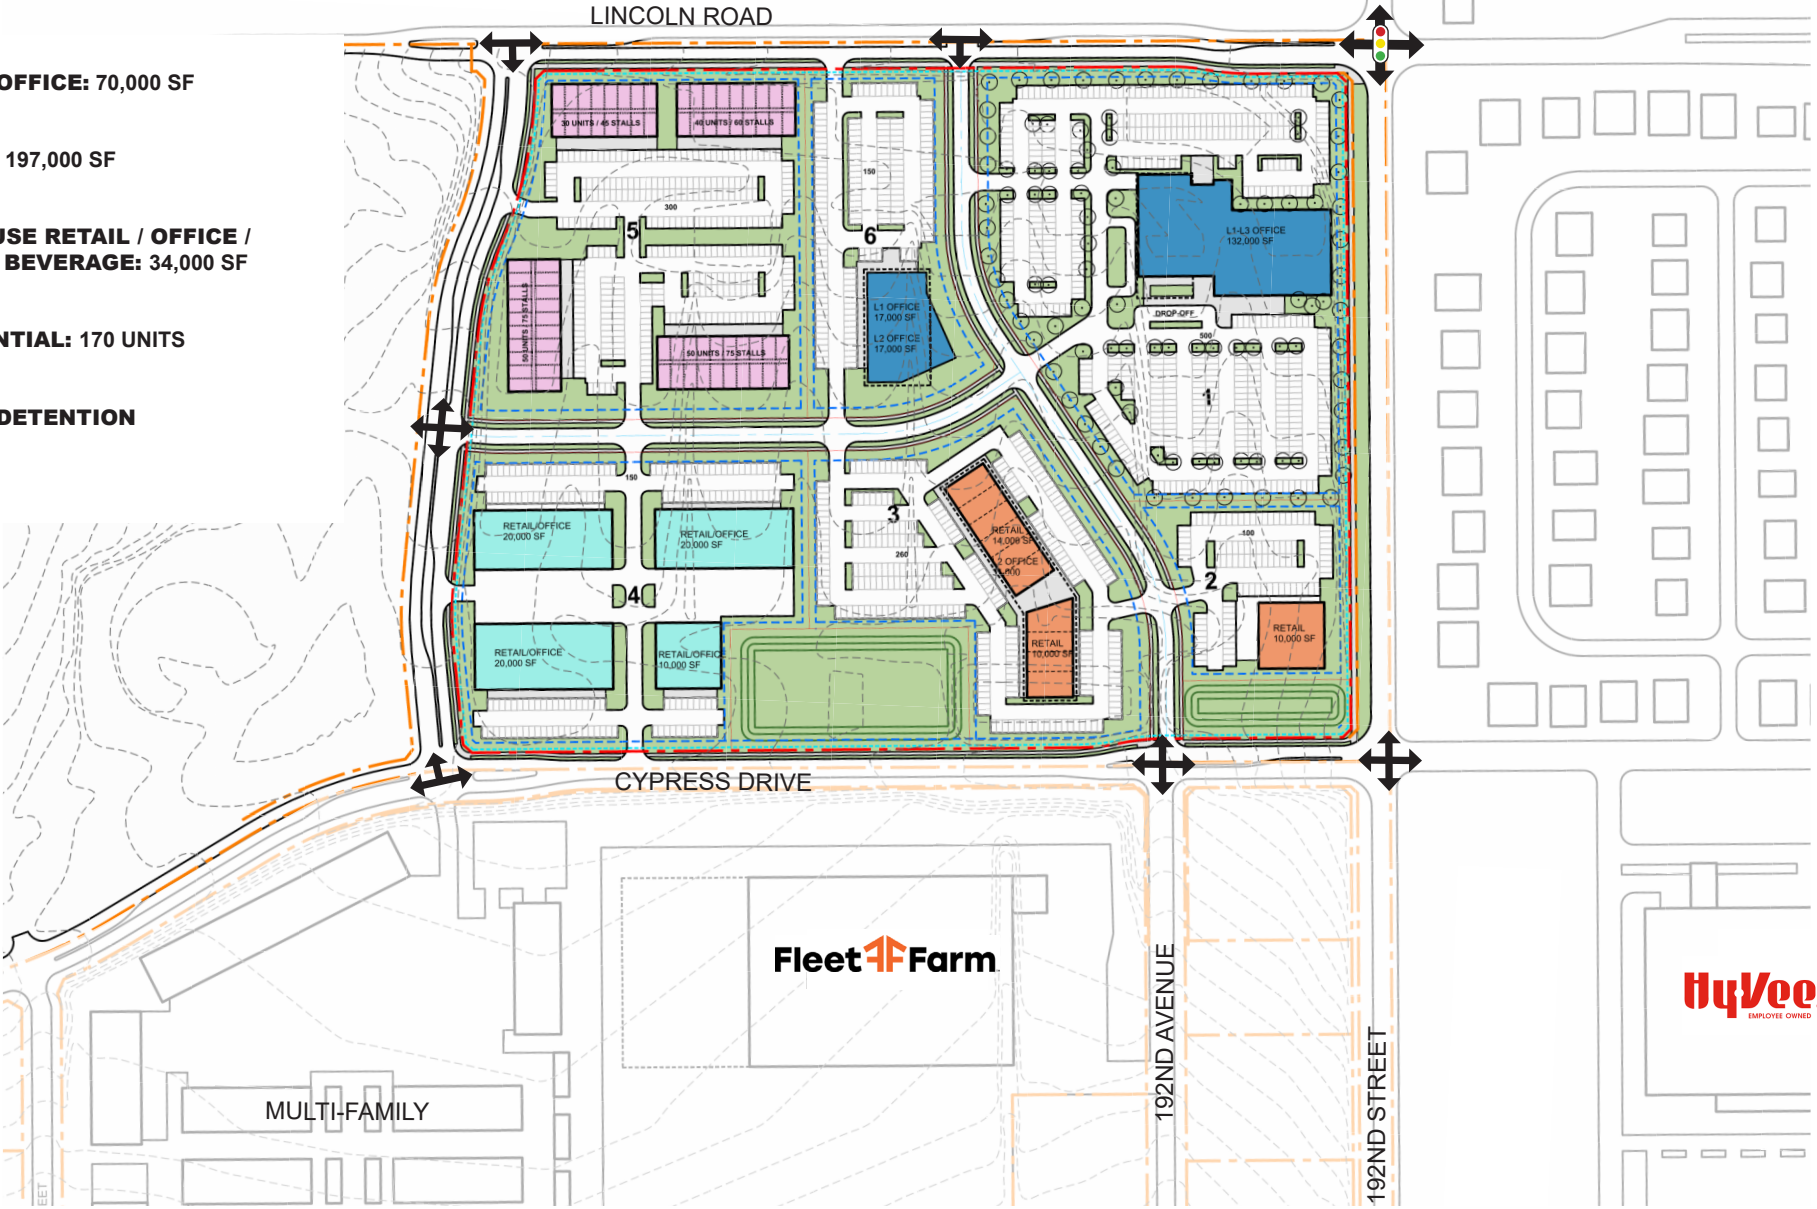 LINCOLN ROAD
OFFICE: 70,000 SF
197,000 SF
USE RETAIL / OFFICE /
BEVERAGE: 34,000 SF
NTIAL: 170 UNITS
DETENTION
30 UNITS / 45 STALLS
40 UNITS / 60 STALLS
300
5
50 UNITS / 75 STALLS
50 UNITS / 75 STALLS
150
6
L1 OFFICE
17,000 SF
L2 OFFICE
17,000 SF
L1-L3 OFFICE
132,000 SF
DROP-OFF
500
1
150
RETAIL/OFFICE
20,000 SF
RETAIL/OFFICE
20,000 SF
4
RETAIL/OFFICE
20,000 SF
RETAIL/OFFICE
10,000 SF
3
260
RETAIL
14,000 SF
2 OFFICE
RETAIL
10,000 SF
100
2
RETAIL
10,000 SF
CYPRESS DRIVE
Fleet Farm
192ND AVENUE
192ND STREET
HyVee
EMPLOYEE OWNED
MULTI-FAMILY
EET